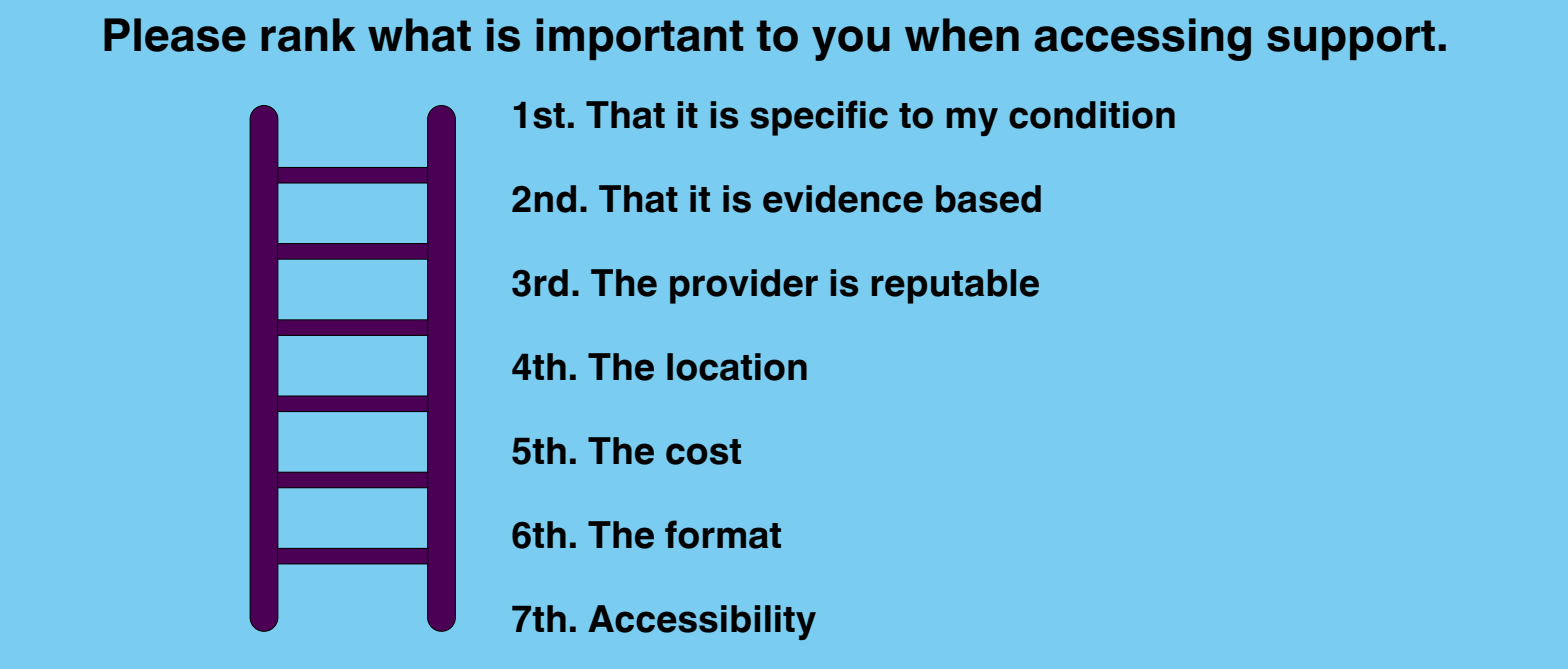 Please rank what is important to you when accessing support.
1st. That it is specific to my condition
2nd. That it is evidence based
3rd. The provider is reputable
4th. The location
5th. The cost
6th. The format
7th. Accessibility